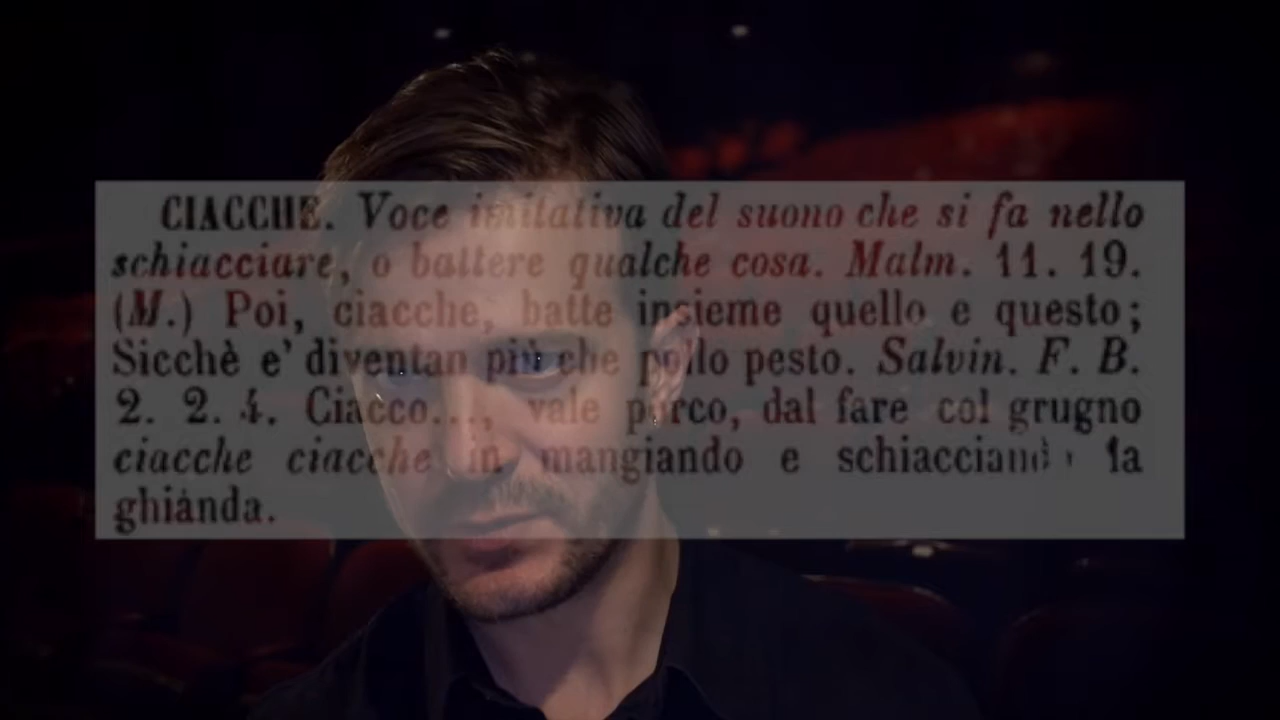 CIACCHE. Voce imitativa del suono che si fa nello
schiacciare, o battere qualche cosa. Malm. 11. 19.
(M.) Poi, ciacche, batte insieme quello e questo;
Sicchè e' diventan più che pollo pesto. Salvin. F. B.
2. 2. 4. Ciacco..., vale porco, dal fare col grugno
ciacche ciacche in mangiando e schiacciando la
ghianda.